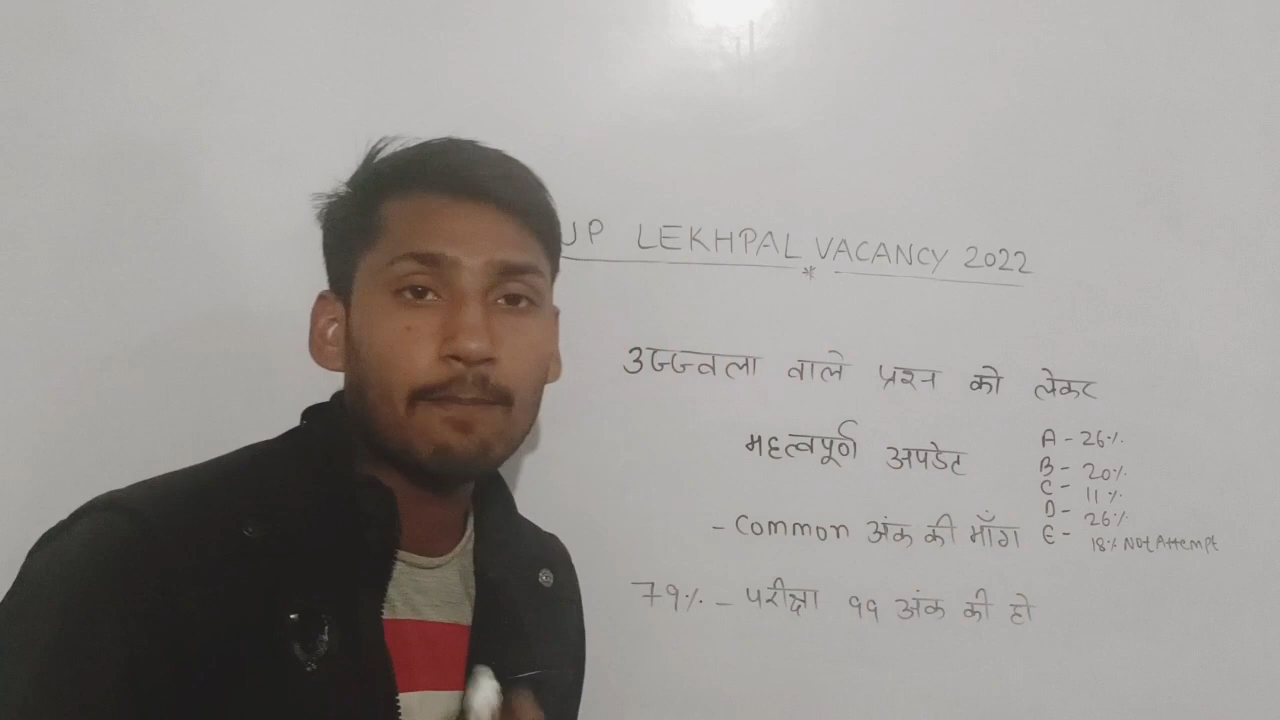 UP LEKHPAL VACANCY 2022
उज्ज्वला वाले प्रश्न को लेकर
महत्वपूर्ण अपडेट
A - 26%
B - 20%
C - 11%
D - 26%
E - 18% Not Attempt
- Common अंक की माँग
79% - परीक्षा ९९ अंक की हो